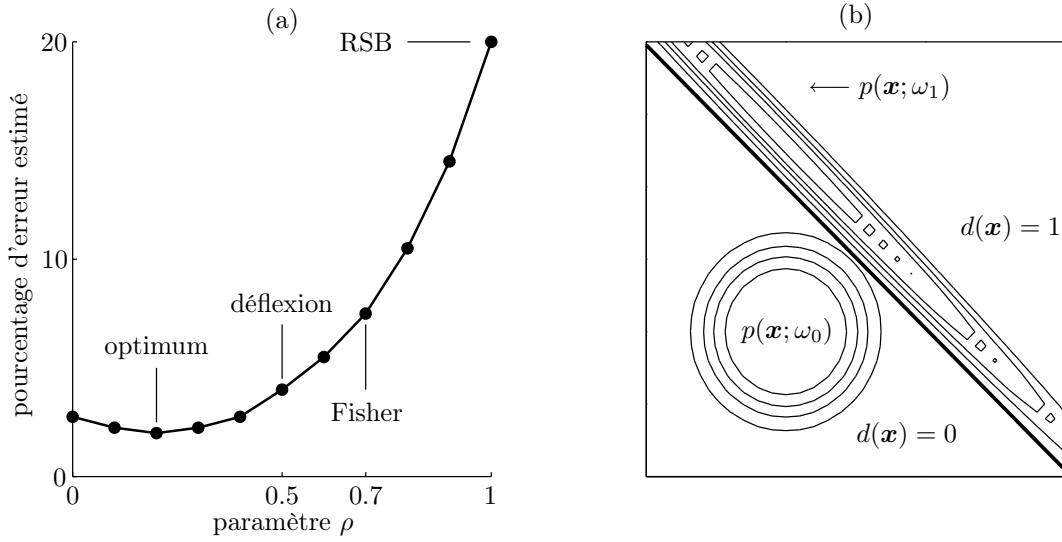 (a)
pourcentage d'erreur estimé
20
10
0
RSB
déflexion
optimum
Fisher
0
0.5
0.7
1
paramètre ρ
(b)
p(x; ω₁)
d(x) = 1
p(x; ω₀)
d(x) = 0